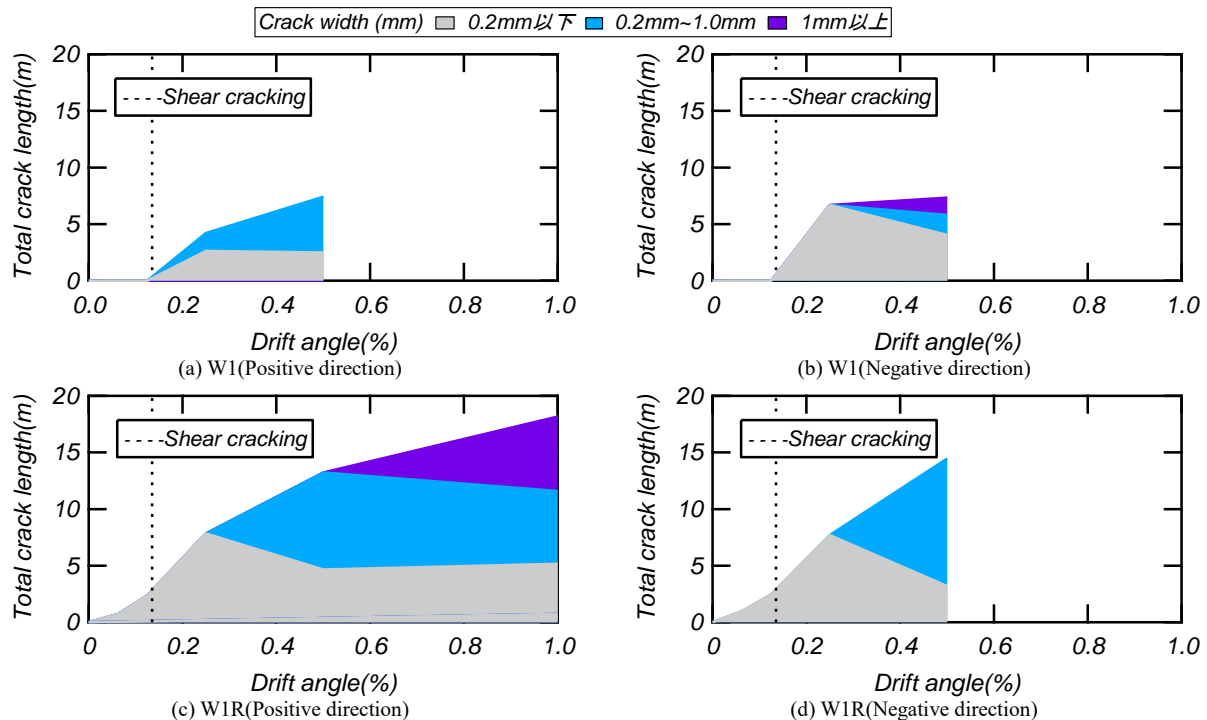 Crack width (mm) 0.2mm以下 0.2mm~1.0mm 1mm以上
20
15
10
5
0
Total crack length(m)
Shear cracking
0.0 0.2 0.4 0.6 0.8 1.0
Drift angle(%)
(a) W1(Positive direction)
20
15
10
5
0
Total crack length(m)
Shear cracking
0 0.2 0.4 0.6 0.8 1.0
Drift angle(%)
(b) W1(Negative direction)
20
15
10
5
0
Total crack length(m)
Shear cracking
0 0.2 0.4 0.6 0.8 1.0
Drift angle(%)
(c) W1R(Positive direction)
20
15
10
5
0
Total crack length(m)
Shear cracking
0 0.2 0.4 0.6 0.8 1.0
Drift angle(%)
(d) W1R(Negative direction)